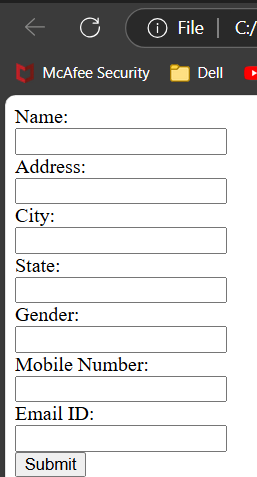 File C:/
McAfee Security Dell
Name:
Address:
City:
State:
Gender:
Mobile Number:
Email ID:
Submit